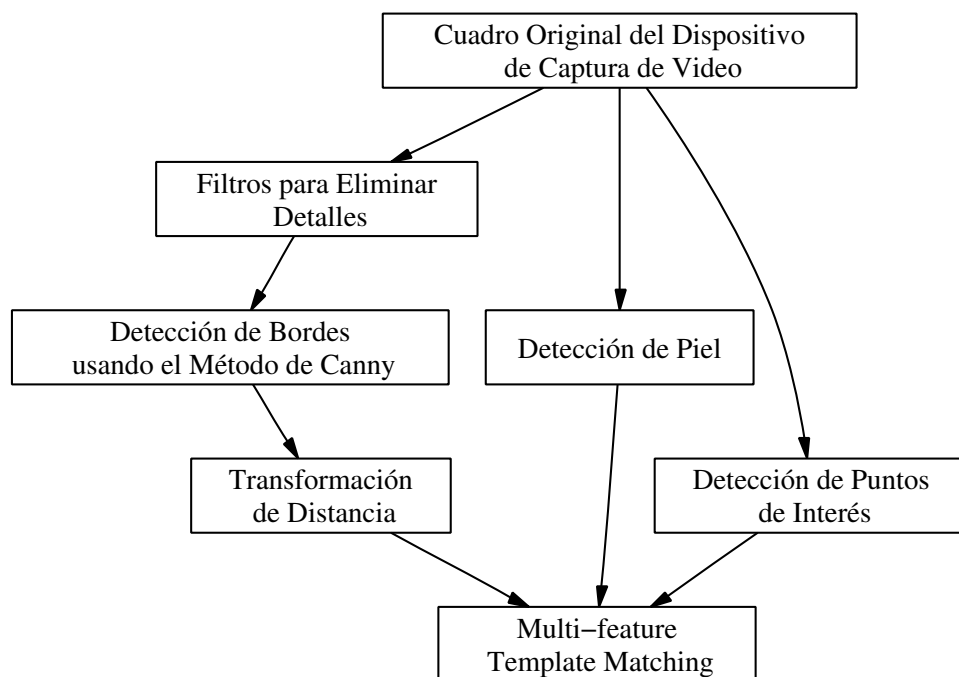 Cuadro Original del Dispositivo
de Captura de Video
Filtros para Eliminar
Detalles
Detección de Bordes
usando el Método de Canny
Detección de Piel
Transformación
de Distancia
Detección de Puntos
de Interés
Multi−feature
Template Matching